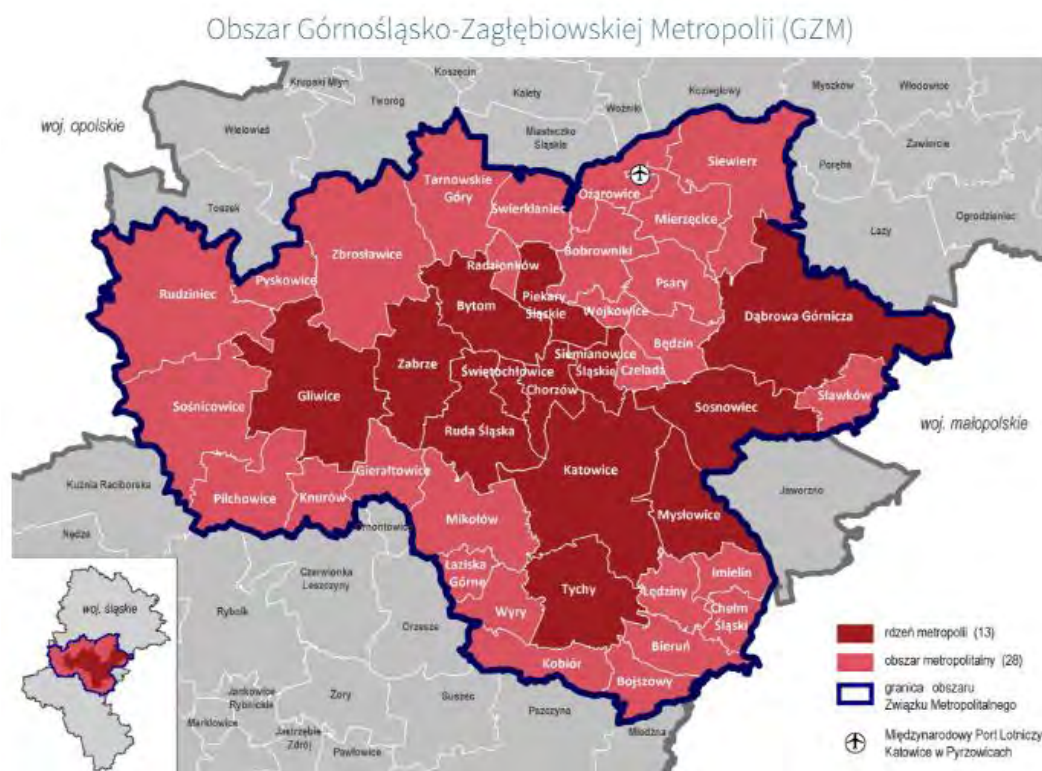 Obszar Górnośląsko-Zagłębiowskiej Metropolii (GZM)
Krupski Młyn
Koszęcin
Kalety
Koziegłowy
Myszków
Włodowice
Tworóg
Woźniki
woj. opolskie
Wielowieś
Miasteczko
Śląskie
Zawiercie
Poręba
Siewierz
Tarnowskie
Góry
Ożarowice
Świerklaniec
Mierzęcice
Toszek
Łazy
Ogrodzieniec
Zbrosławice
Bobrowniki
Radzionków
Rudziniec
Pyskowice
Psary
Bytom
Piekary
Śląskie
Wojkowice
Dąbrowa Górnicza
Będzin
Siemianowice
Śląskie
Zabrze
Świętochłowice
Czeladź
Chorzów
Gliwice
Sławków
Sośnicowice
Sosnowiec
woj. małopolskie
Ruda Śląska
Katowice
Gierałtowice
Kuźnia Raciborska
Pilchowice
Knurów
Jaworzno
Mysłowice
Mikołów
Nędza
Czerwionka
Leszczyny
Łaziska
Górne
Imielin
Tychy
Lędziny
woj. śląskie
Rybnik
Chełm
Śląski
Wyry
Orzesze
Bieruń
rdzeń metropolii (13)
obszar metropolitalny (28)
Kobiór
Bojszowy
granica obszaru
Związku Metropolitalnego
Jankowice
Rybnickie
Żory
Suszec
Pszczyna
Marklowice
Jastrzębie
Zdrój
Pawłowice
Międzynarodowy Port Lotniczy
Katowice w Pyrzowicach